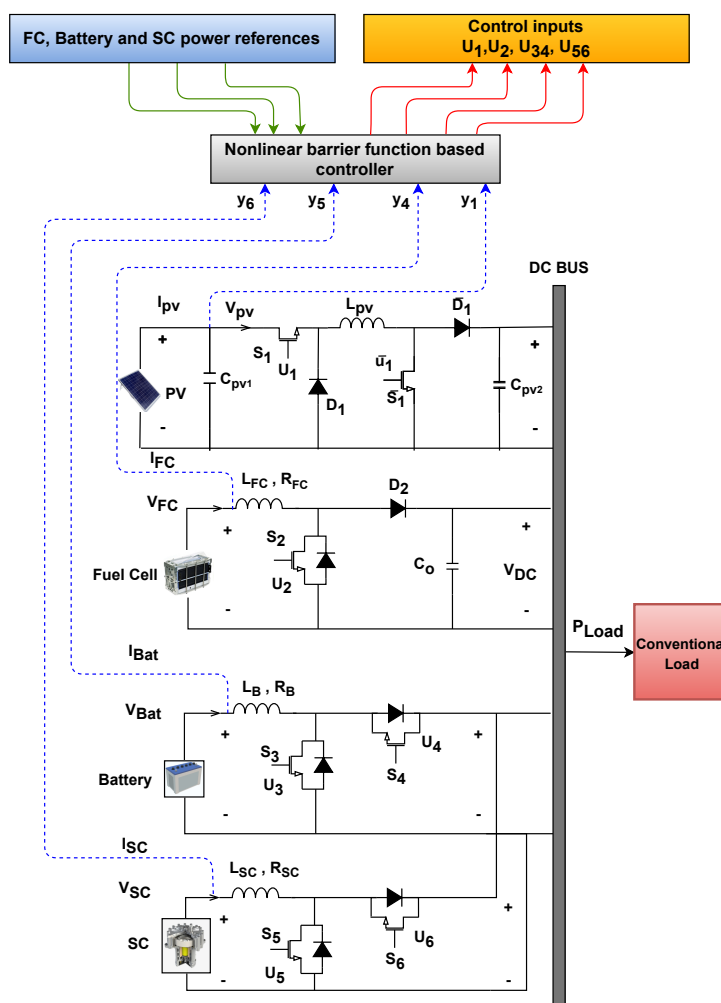 FC, Battery and SC power references
Control inputs
U1,U2, U34, U56
Nonlinear barrier function based
controller
y6
y5
y4
y1
DC BUS
Ipv
Vpv
Lpv
D̄1
S1
U1
ū1
S̄1
Cpv1
D1
Cpv2
PV
+
-
+
-
IFC
LFC , RFC
D2
VFC
+
S2
U2
Fuel Cell
Co
VDC
+
-
-
PLoad
Conventiona
Load
IBat
LB , RB
VBat
+
S3
U3
U4
S4
+
Battery
-
-
ISC
LSC , RSC
VSC
+
S5
U5
U6
S6
+
SC
-
-